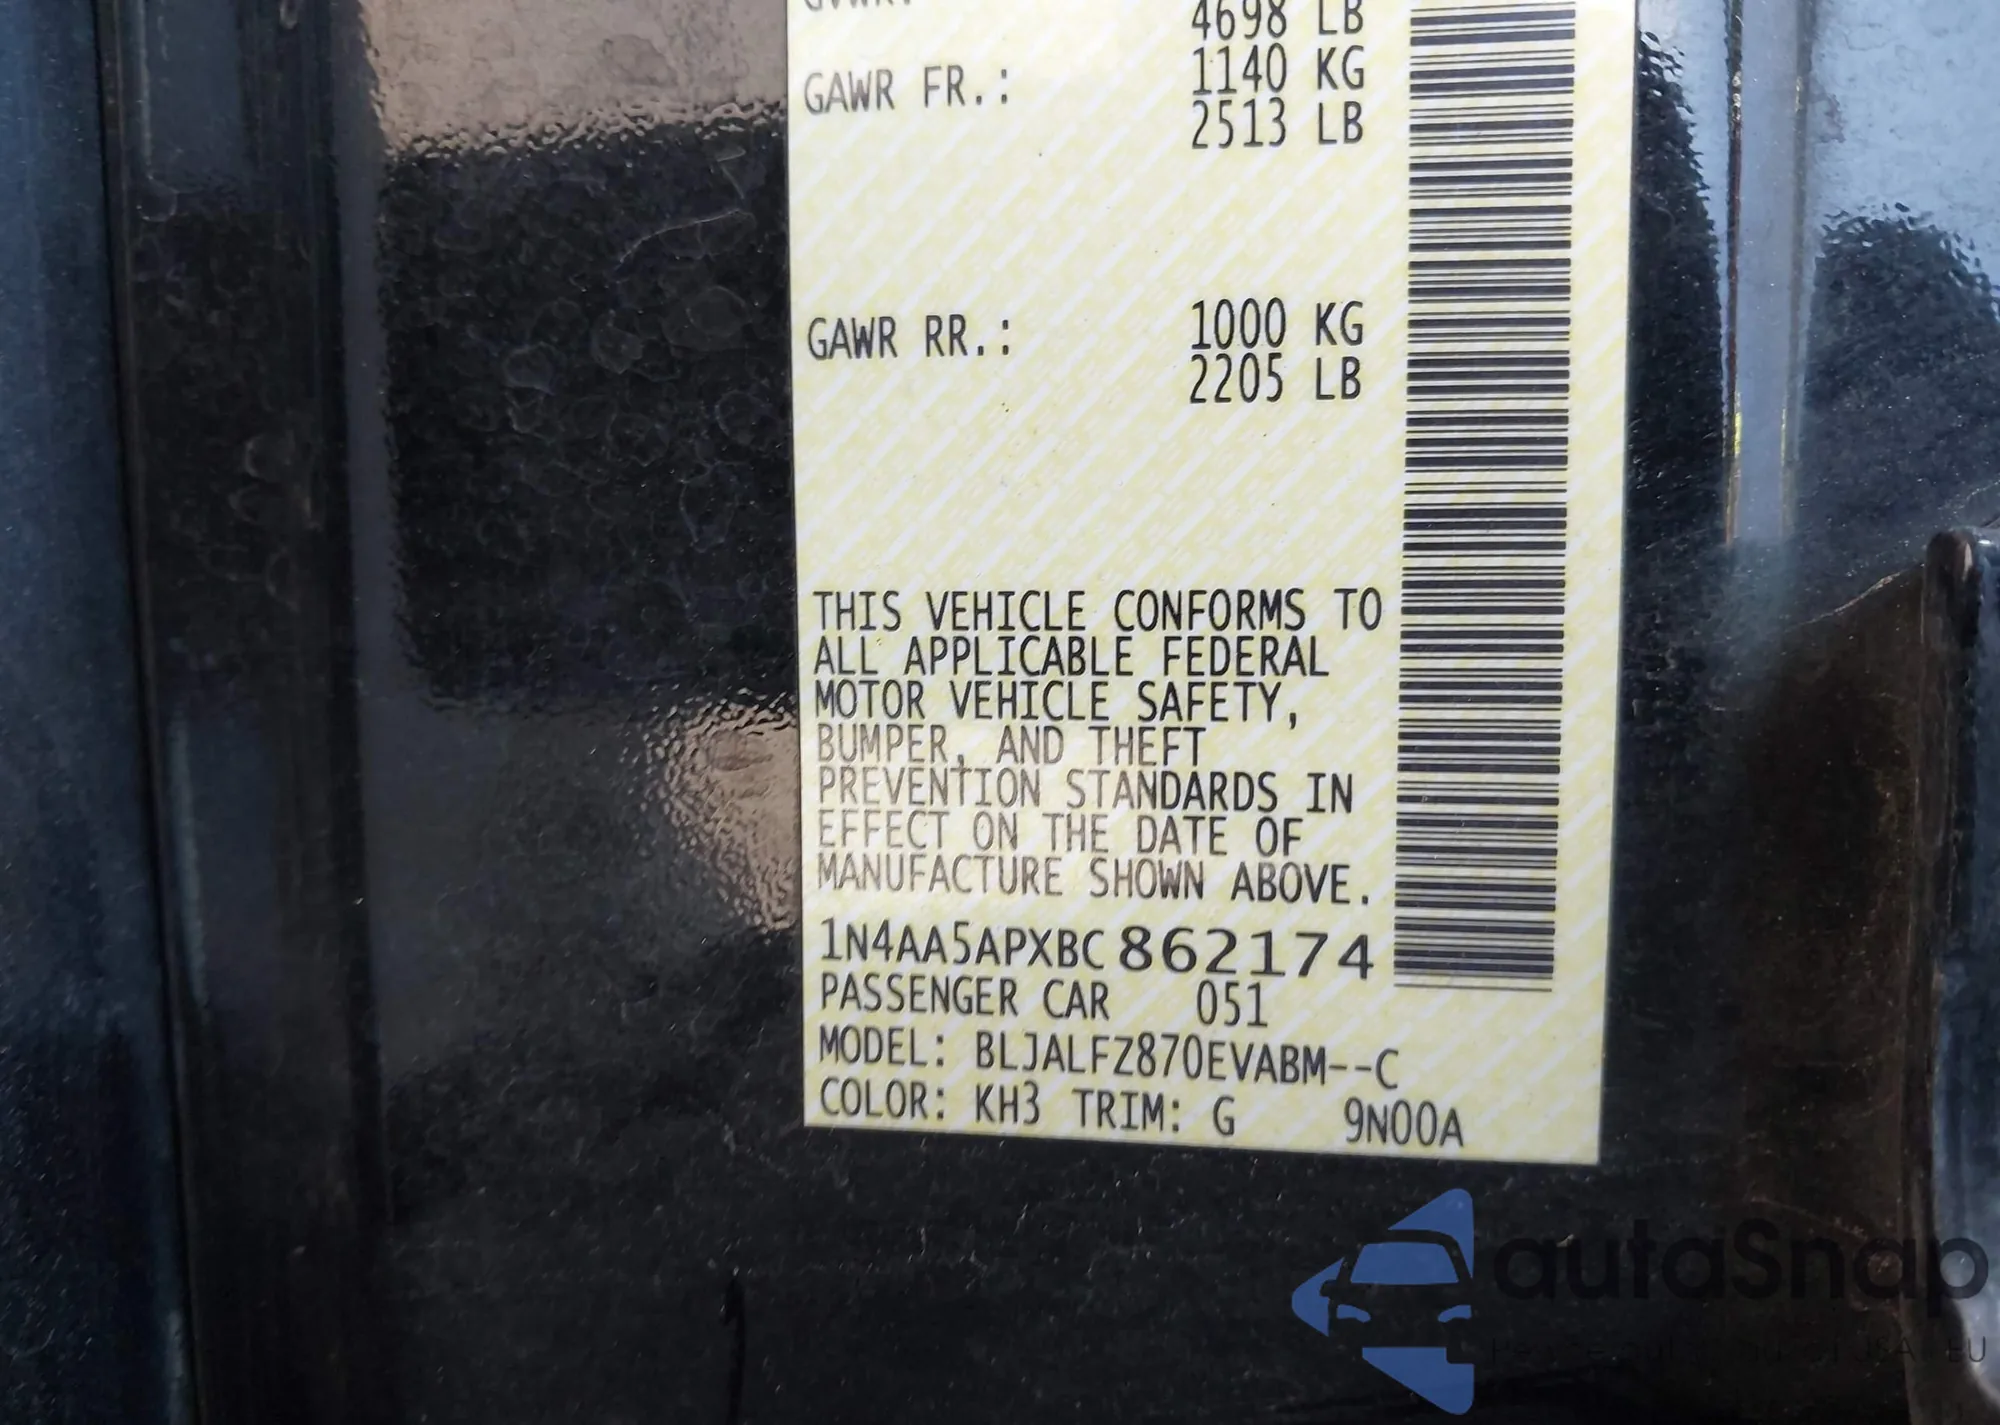 GVWR:
4698 LB
GAWR FR.: 1140 KG
2513 LB
GAWR RR.: 1000 KG
2205 LB
THIS VEHICLE CONFORMS TO
ALL APPLICABLE FEDERAL
MOTOR VEHICLE SAFETY,
BUMPER, AND THEFT
PREVENTION STANDARDS IN
EFFECT ON THE DATE OF
MANUFACTURE SHOWN ABOVE.
1N4AA5APXBC862174
PASSENGER CAR 051
MODEL: BLJALFZ870EVABM--C
COLOR: KH3 TRIM: G 9N00A
autaSnap